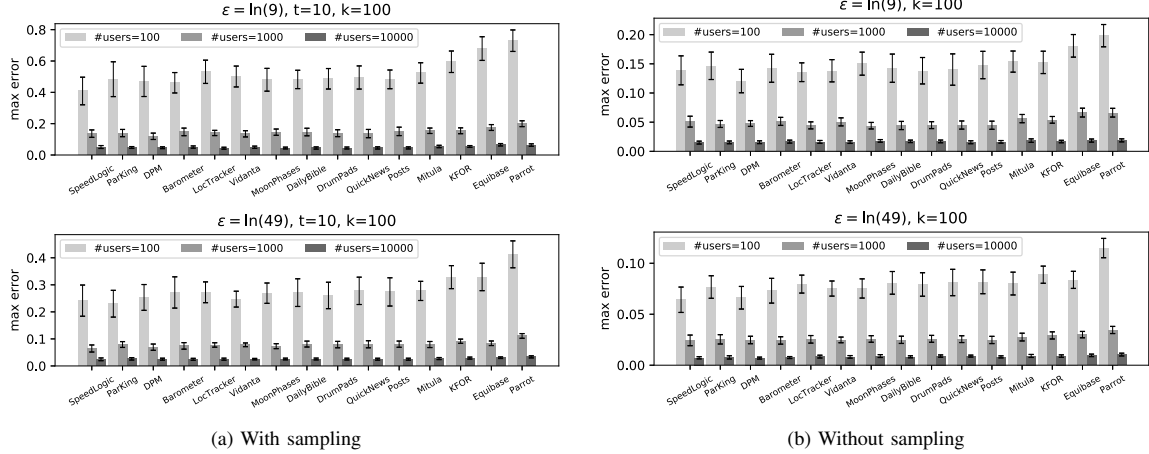 ε = ln(9), t=10, k=100
#users=100 #users=1000 #users=10000
max error
0.8
0.6
0.4
0.2
0.0
SpeedLogic ParKing DPM Barometer LocTracker Vidanta MoonPhases DailyBible DrumPads QuickNews Posts Mitula KFOR Equibase Parrot
ε = ln(49), t=10, k=100
#users=100 #users=1000 #users=10000
max error
0.4
0.3
0.2
0.1
0.0
SpeedLogic ParKing DPM Barometer LocTracker Vidanta MoonPhases DailyBible DrumPads QuickNews Posts Mitula KFOR Equibase Parrot
(a) With sampling
ε = ln(9), k=100
#users=100 #users=1000 #users=10000
max error
0.20
0.15
0.10
0.05
0.00
SpeedLogic ParKing DPM Barometer LocTracker Vidanta MoonPhases DailyBible DrumPads QuickNews Posts Mitula KFOR Equibase Parrot
ε = ln(49), k=100
#users=100 #users=1000 #users=10000
max error
0.10
0.05
0.00
SpeedLogic ParKing DPM Barometer LocTracker Vidanta MoonPhases DailyBible DrumPads QuickNews Posts Mitula KFOR Equibase Parrot
(b) Without sampling